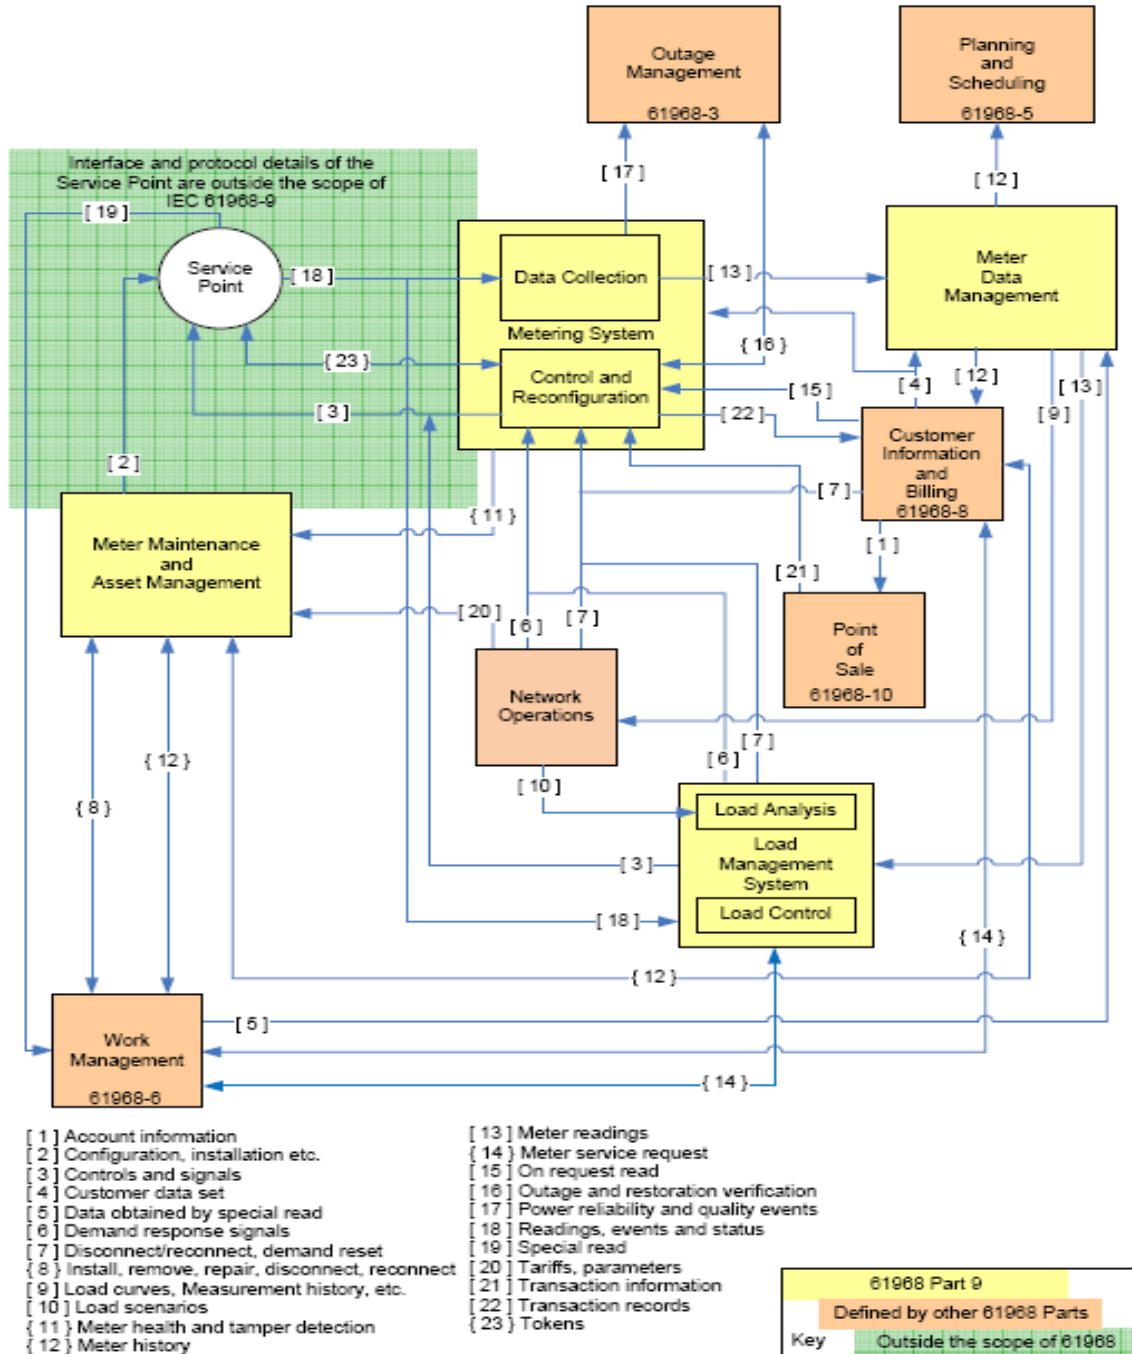 Outage
Management
61968-3
Planning
and
Scheduling
61968-5
Interface and protocol details of the
Service Point are outside the scope of
IEC 61968-9
[ 17 ]
[ 12 ]
[ 19 ]
Service
Point
[ 18 ]
Data Collection
[ 13 ]
Meter
Data
Management
Metering System
{ 16 }
{ 23 }
Control and
Reconfiguration
[ 15 ]
[ 4 ]
[ 12 ]
[ 13 ]
[ 3 ]
[ 22 ]
[ 9 ]
Customer
Information
and
Billing
61968-8
[ 2 ]
[ 7 ]
{ 11 }
Meter Maintenance
and
Asset Management
[ 1 ]
[ 21 ]
[ 20 ]
[ 6 ]
[ 7 ]
Point
of
Sale
61968-10
Network
Operations
[ 7 ]
[ 6 ]
{ 12 }
[ 10 ]
{ 8 }
Load Analysis
Load
Management
System
[ 3 ]
Load Control
[ 18 ]
{ 14 }
{ 12 }
[ 5 ]
Work
Management
61968-6
{ 14 }
[ 1 ] Account information
[ 2 ] Configuration, installation etc.
[ 3 ] Controls and signals
[ 4 ] Customer data set
[ 5 ] Data obtained by special read
[ 6 ] Demand response signals
[ 7 ] Disconnect/reconnect, demand reset
{ 8 } Install, remove, repair, disconnect, reconnect
[ 9 ] Load curves, Measurement history, etc.
[ 10 ] Load scenarios
{ 11 } Meter health and tamper detection
{ 12 } Meter history
[ 13 ] Meter readings
{ 14 } Meter service request
[ 15 ] On request read
[ 16 ] Outage and restoration verification
[ 17 ] Power reliability and quality events
[ 18 ] Readings, events and status
[ 19 ] Special read
[ 20 ] Tariffs, parameters
[ 21 ] Transaction information
[ 22 ] Transaction records
{ 23 } Tokens
61968 Part 9
Defined by other 61968 Parts
Key
Outside the scope of 61968